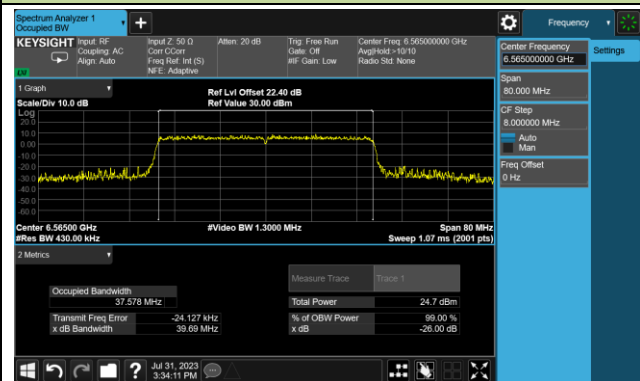 Spectrum Analyzer 1
Occupied BW
Frequency
KEYSIGHT
Input: RF
Coupling: AC
Align: Auto
Input Z: 50 Ω
Corr CCorr
Freq Ref: Int (S)
NFE: Adaptive
Atten: 20 dB
Trig: Free Run
Gate: Off
#IF Gain: Low
Center Freq: 6.565000000 GHz
Avg|Hold:>10/10
Radio Std: None
Center Frequency
6.565000000 GHz
Settings
Span
80.000 MHz
CF Step
8.000000 MHz
Auto
Man
Freq Offset
0 Hz
1 Graph
Scale/Div 10.0 dB
Ref Lvl Offset 22.40 dB
Ref Value 30.00 dBm
Log
20.0
10.0
0.00
-10.0
-20.0
-30.0
-40.0
-50.0
-60.0
Center 6.56500 GHz
#Res BW 430.00 kHz
#Video BW 1.3000 MHz
Span 80 MHz
Sweep 1.07 ms (2001 pts)
2 Metrics
Measure Trace
Trace 1
Occupied Bandwidth
37.578 MHz
Total Power
24.7 dBm
Transmit Freq Error
-24.127 kHz
% of OBW Power
99.00 %
x dB Bandwidth
39.69 MHz
x dB
-26.00 dB
Jul 31, 2023
3:34:11 PM